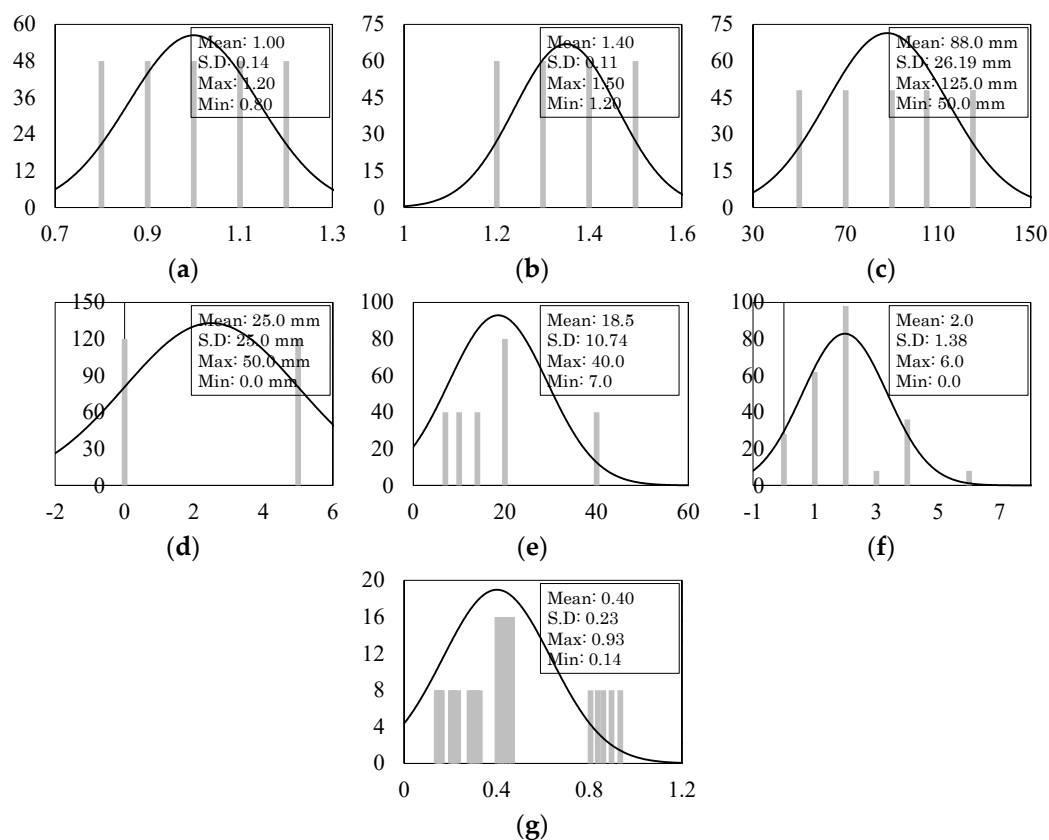 60
48
36
24
12
0
0.7 0.9 1.1 1.3
Mean: 1.00
S.D: 0.14
Max: 1.20
Min: 0.80
(a)
75
60
45
30
15
0
1 1.2 1.4 1.6
Mean: 1.40
S.D: 0.11
Max: 1.50
Min: 1.20
(b)
75
60
45
30
15
0
30 70 110 150
Mean: 88.0 mm
S.D: 26.19 mm
Max: 125.0 mm
Min: 50.0 mm
(c)
150
120
90
60
30
0
-2 0 2 4 6
Mean: 25.0 mm
S.D: 25.0 mm
Max: 50.0 mm
Min: 0.0 mm
(d)
100
80
60
40
20
0
0 20 40 60
Mean: 18.5
S.D: 10.74
Max: 40.0
Min: 7.0
(e)
100
80
60
40
20
0
-1 1 3 5 7
Mean: 2.0
S.D: 1.38
Max: 6.0
Min: 0.0
(f)
20
16
12
8
4
0
0 0.4 0.8 1.2
Mean: 0.40
S.D: 0.23
Max: 0.93
Min: 0.14
(g)